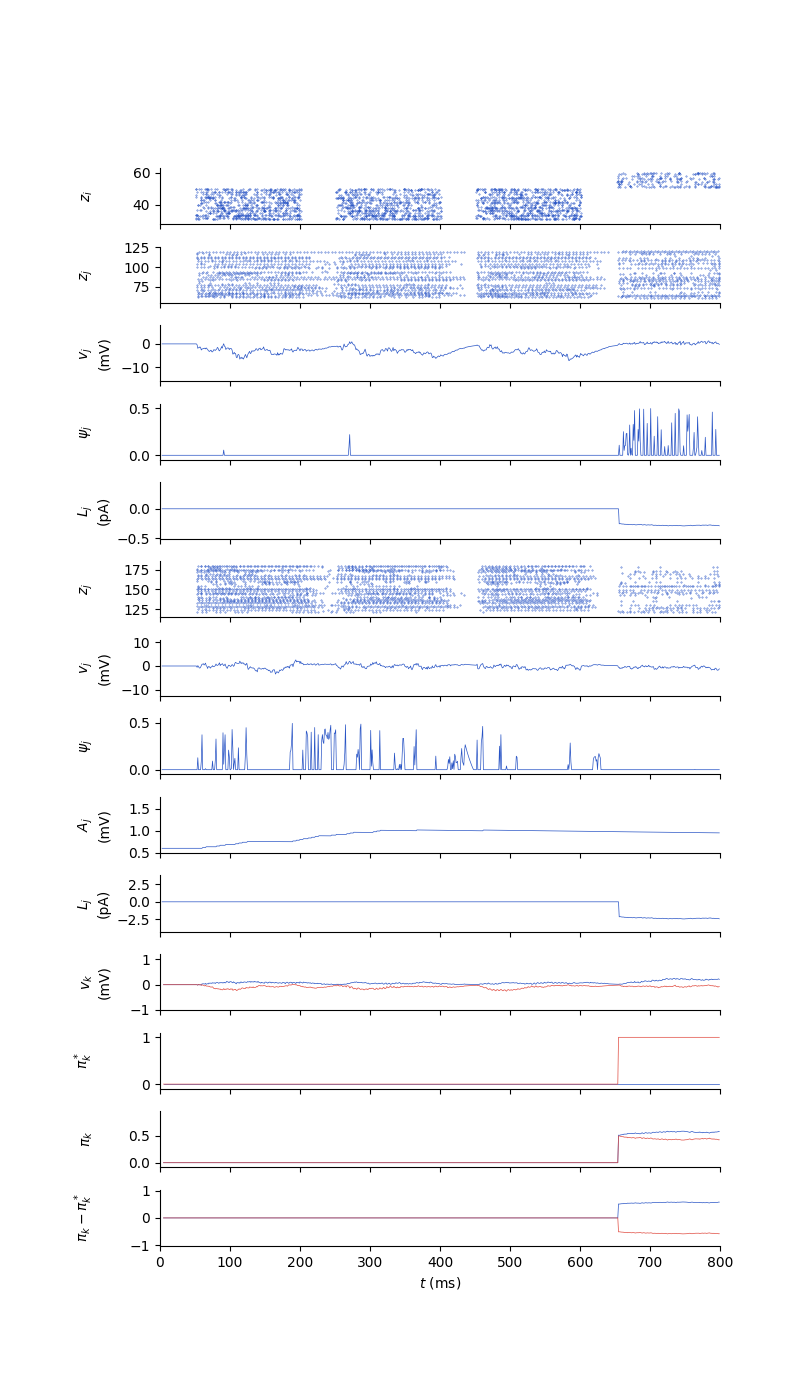 60
40
z_i
125
100
75
z_j
0
−10
v_j
(mV)
0.5
0.0
ψ_j
0.0
−0.5
L_j
(pA)
175
150
125
z_j
10
0
−10
v_j
(mV)
0.5
0.0
ψ_j
1.5
1.0
0.5
A_j
(mV)
2.5
0.0
−2.5
L_j
(pA)
1
0
−1
v_k
(mV)
1
0
π_k^*
0.5
0.0
π_k
1
0
−1
π_k − π_k^*
0 100 200 300 400 500 600 700 800
t (ms)